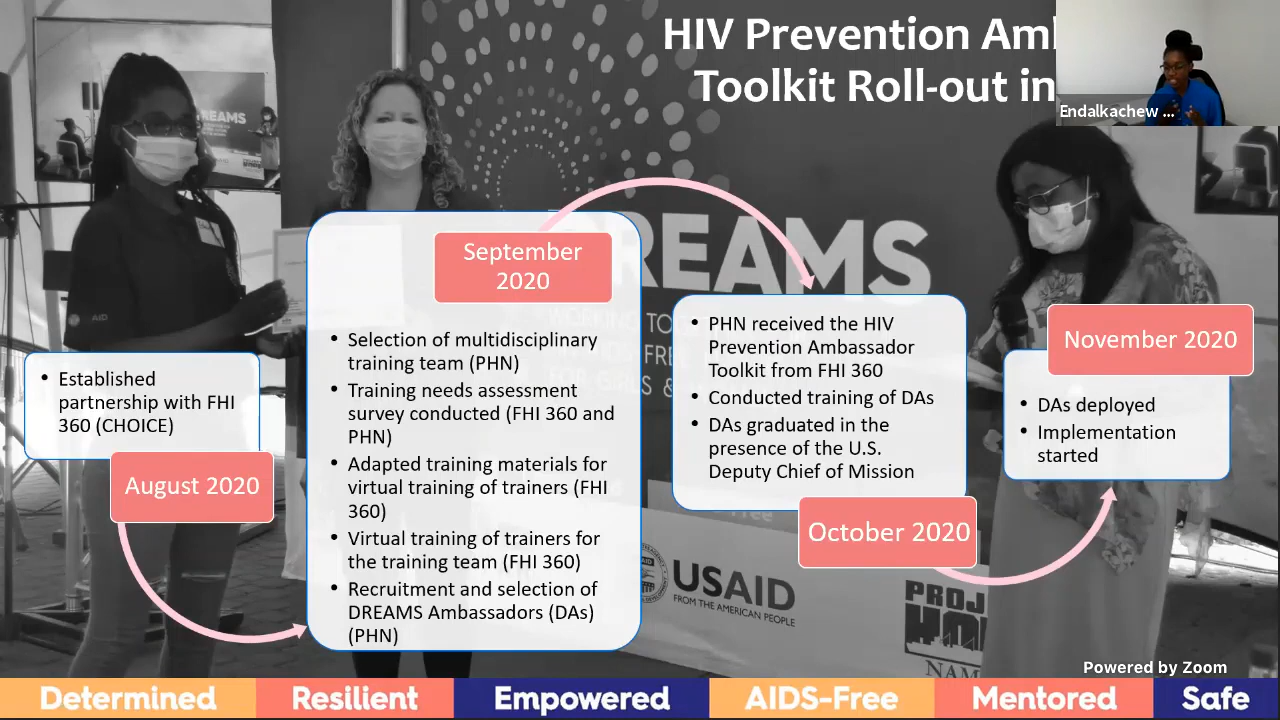 HIV Prevention Am
Toolkit Roll-out in
Endalkachew ...
DREAMS
September
2020
• Selection of multidisciplinary
training team (PHN)
• Training needs assessment
survey conducted (FHI 360 and
PHN)
• Adapted training materials for
virtual training of trainers (FHI
360)
• Virtual training of trainers for
the training team (FHI 360)
• Recruitment and selection of
DREAMS Ambassadors (DAs)
(PHN)
• Established
partnership with FHI
360 (CHOICE)
August 2020
• PHN received the HIV
Prevention Ambassador
Toolkit from FHI 360
• Conducted training of DAs
• DAs graduated in the
presence of the U.S.
Deputy Chief of Mission
October 2020
November 2020
• DAs deployed
• Implementation
started
USAID
FROM THE AMERICAN PEOPLE
Powered by Zoom
Determined Resilient Empowered AIDS-Free Mentored Safe